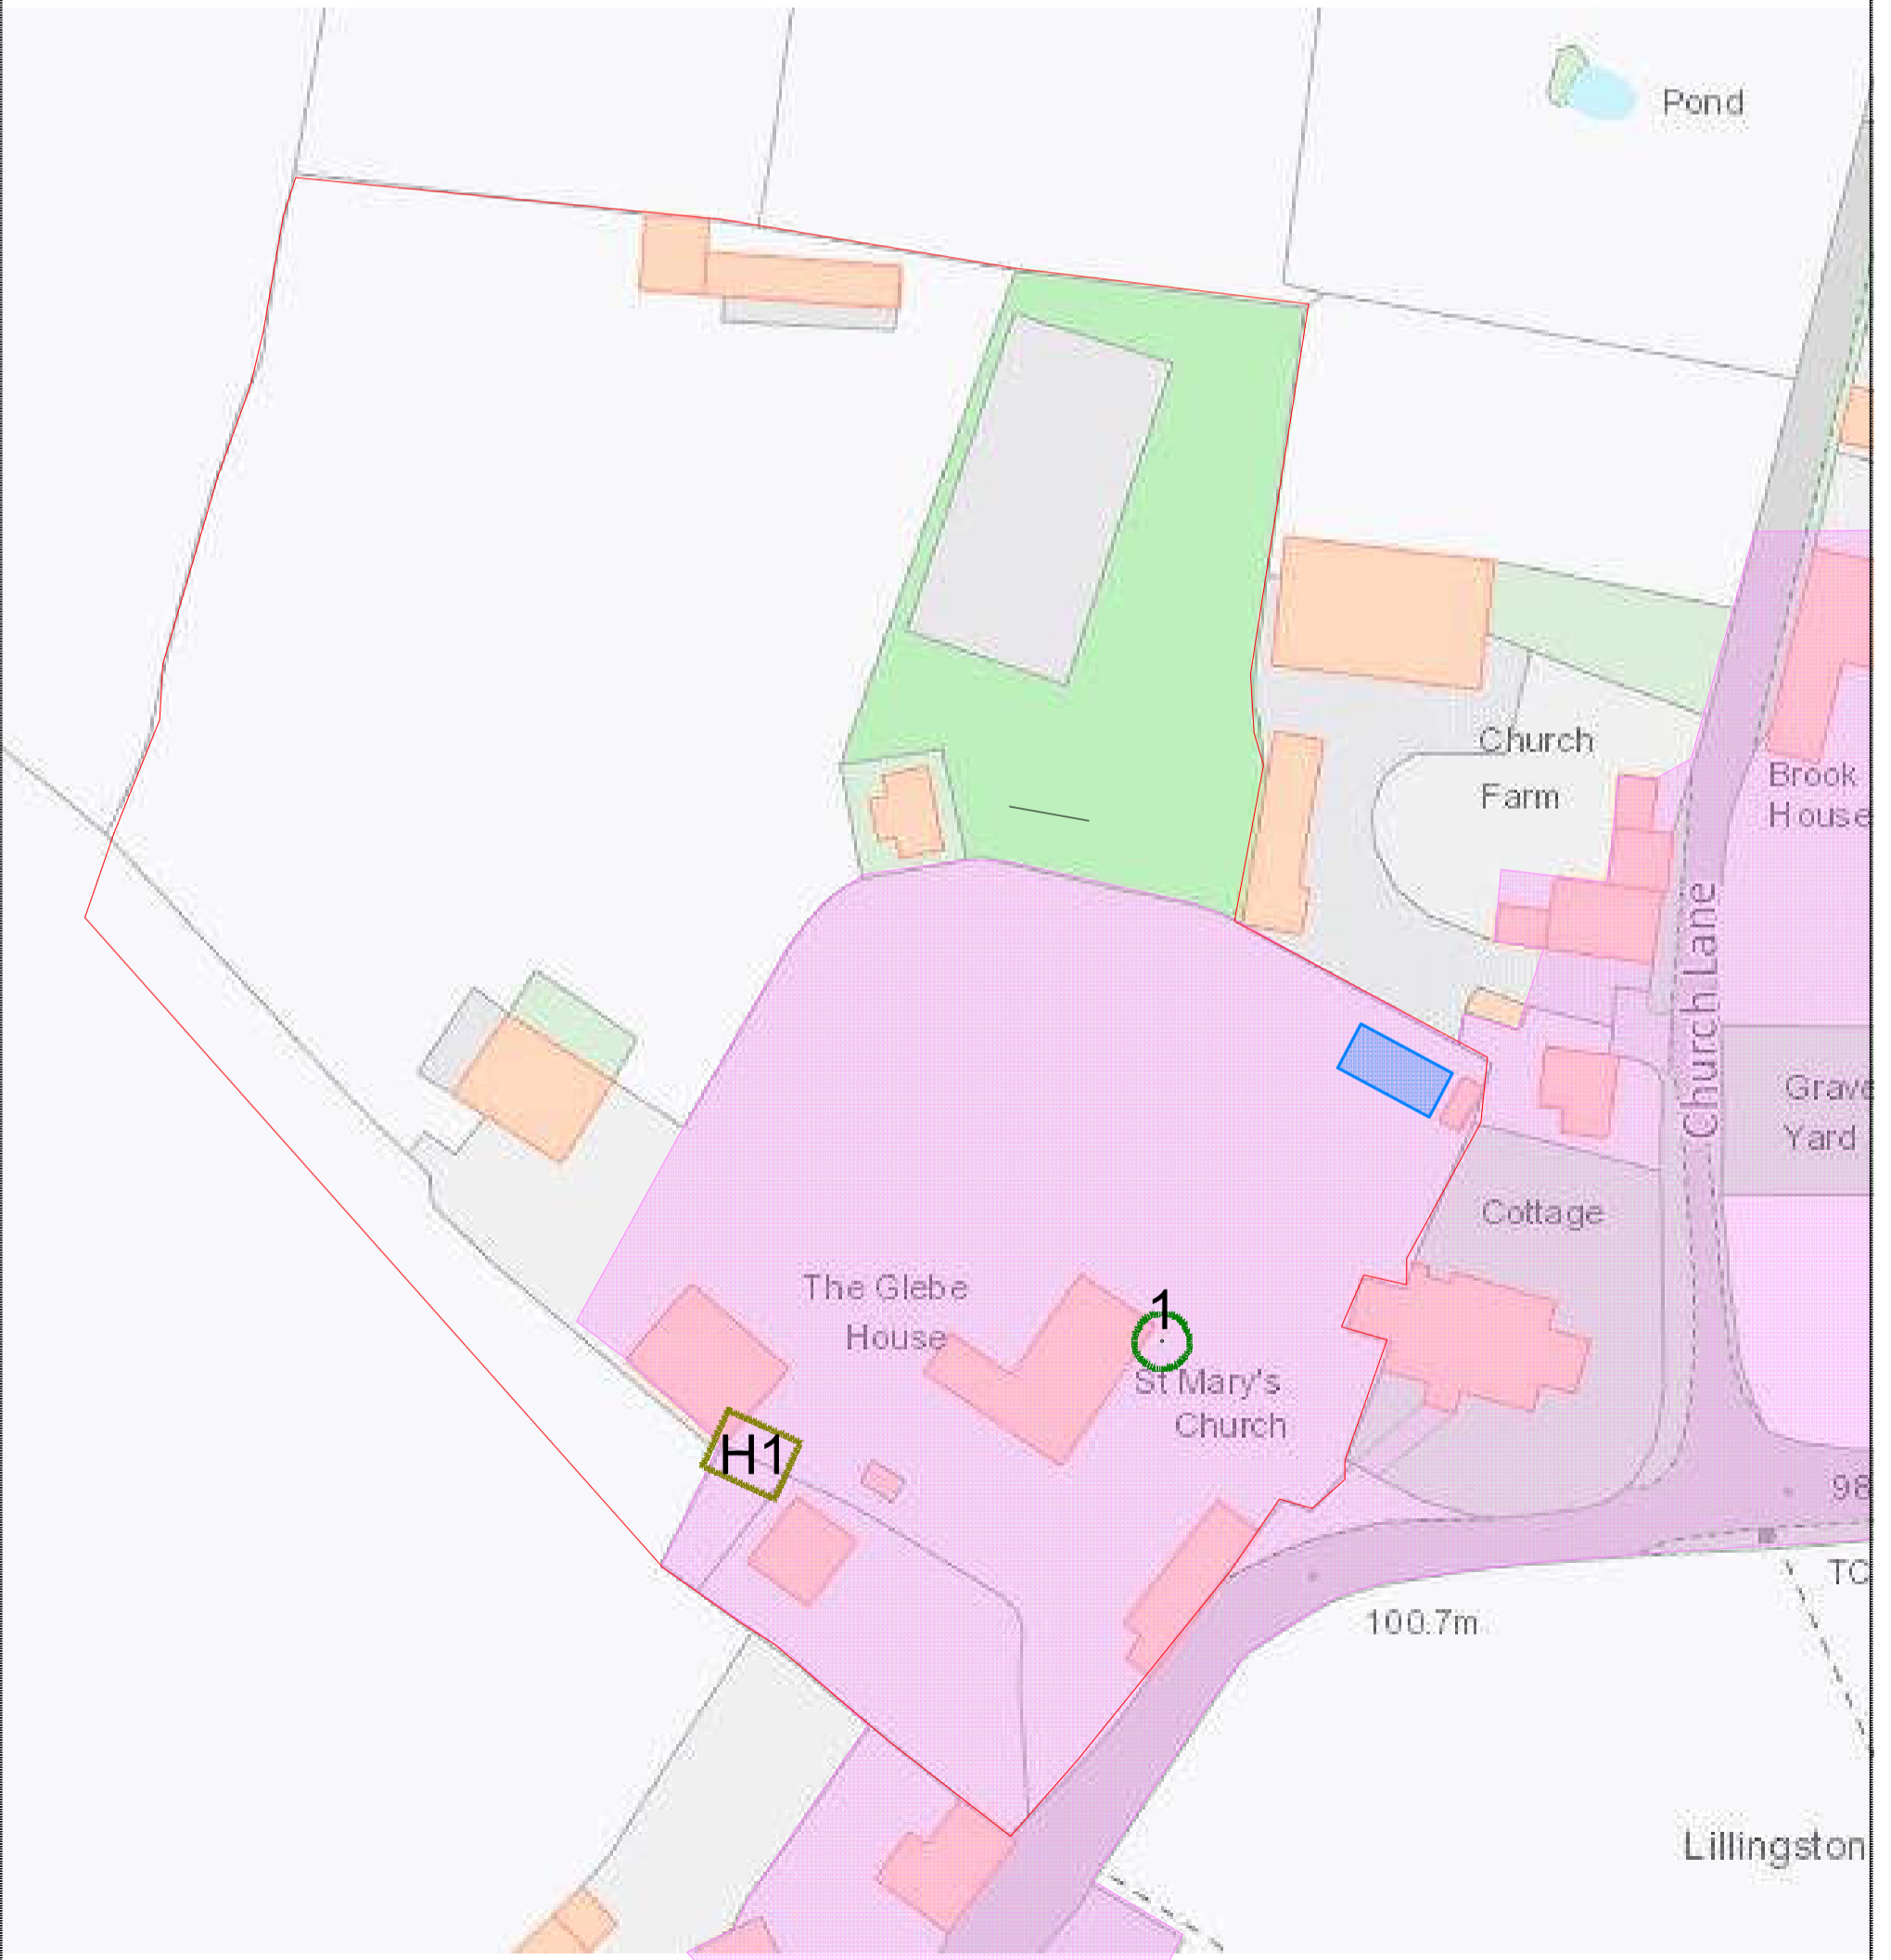 Pond
Church
Farm
Brook
House
Church Lane
Grave
Yard
Cottage
The Glebe
House
1
St Mary's
Church
H1
98
TC
100.7m
Lillingston